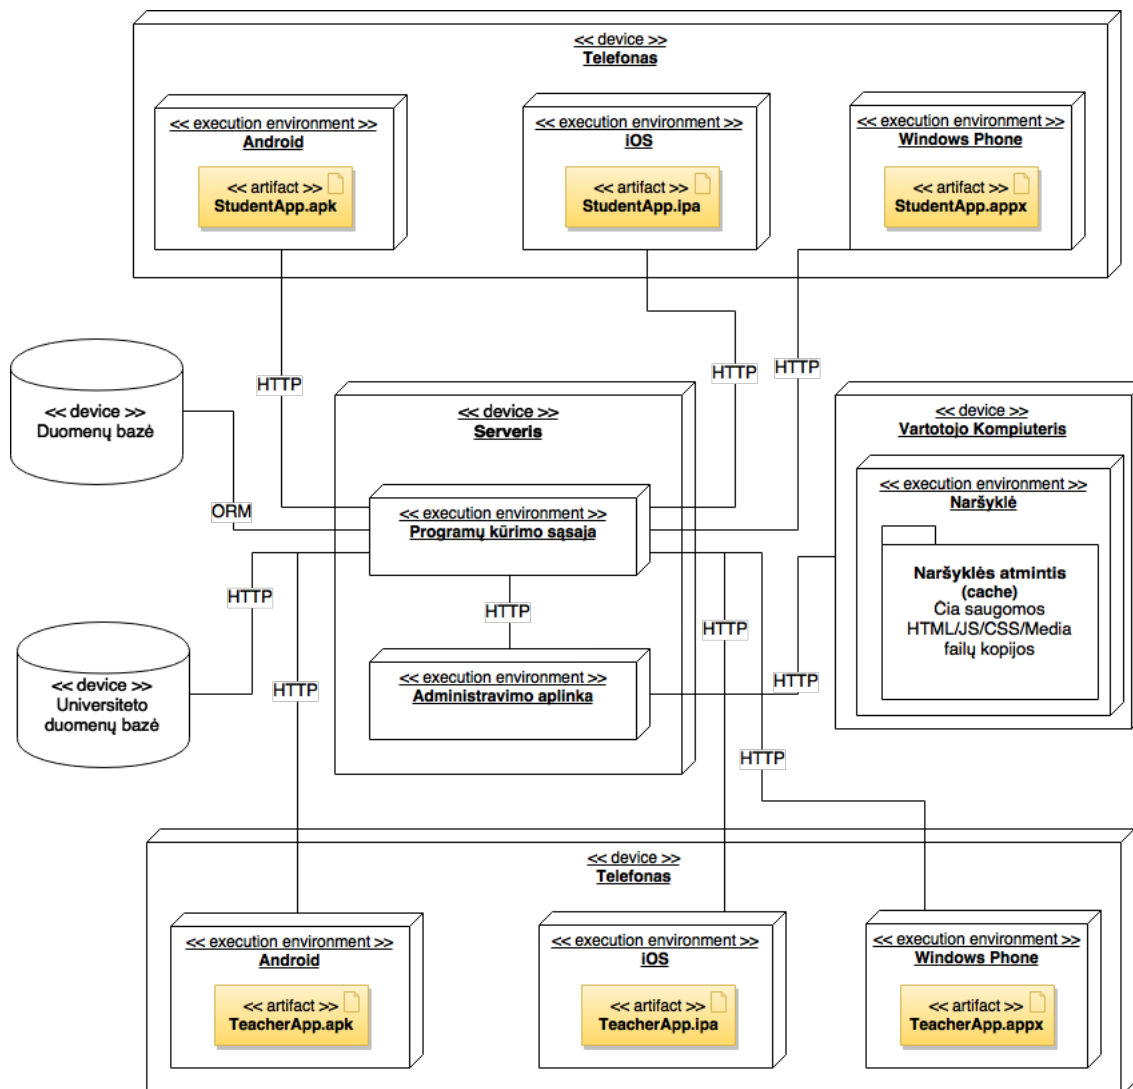 << device >>
Telefonas
<< execution environment >>
Android
<< artifact >>
StudentApp.apk
<< execution environment >>
iOS
<< artifact >>
StudentApp.ipa
<< execution environment >>
Windows Phone
<< artifact >>
StudentApp.appx
HTTP
HTTP
HTTP
<< device >>
Duomenų bazė
ORM
<< device >>
Universiteto
duomenų bazė
HTTP
HTTP
<< device >>
Serveris
<< execution environment >>
Programų kūrimo sąsaja
HTTP
<< execution environment >>
Administravimo aplinka
HTTP
HTTP
HTTP
<< device >>
Vartotojo Kompiuteris
<< execution environment >>
Naršyklė
Naršyklės atmintis
(cache)
Čia saugomos
HTML/JS/CSS/Media
failų kopijos
<< device >>
Telefonas
<< execution environment >>
Android
<< artifact >>
TeacherApp.apk
<< execution environment >>
iOS
<< artifact >>
TeacherApp.ipa
<< execution environment >>
Windows Phone
<< artifact >>
TeacherApp.appx